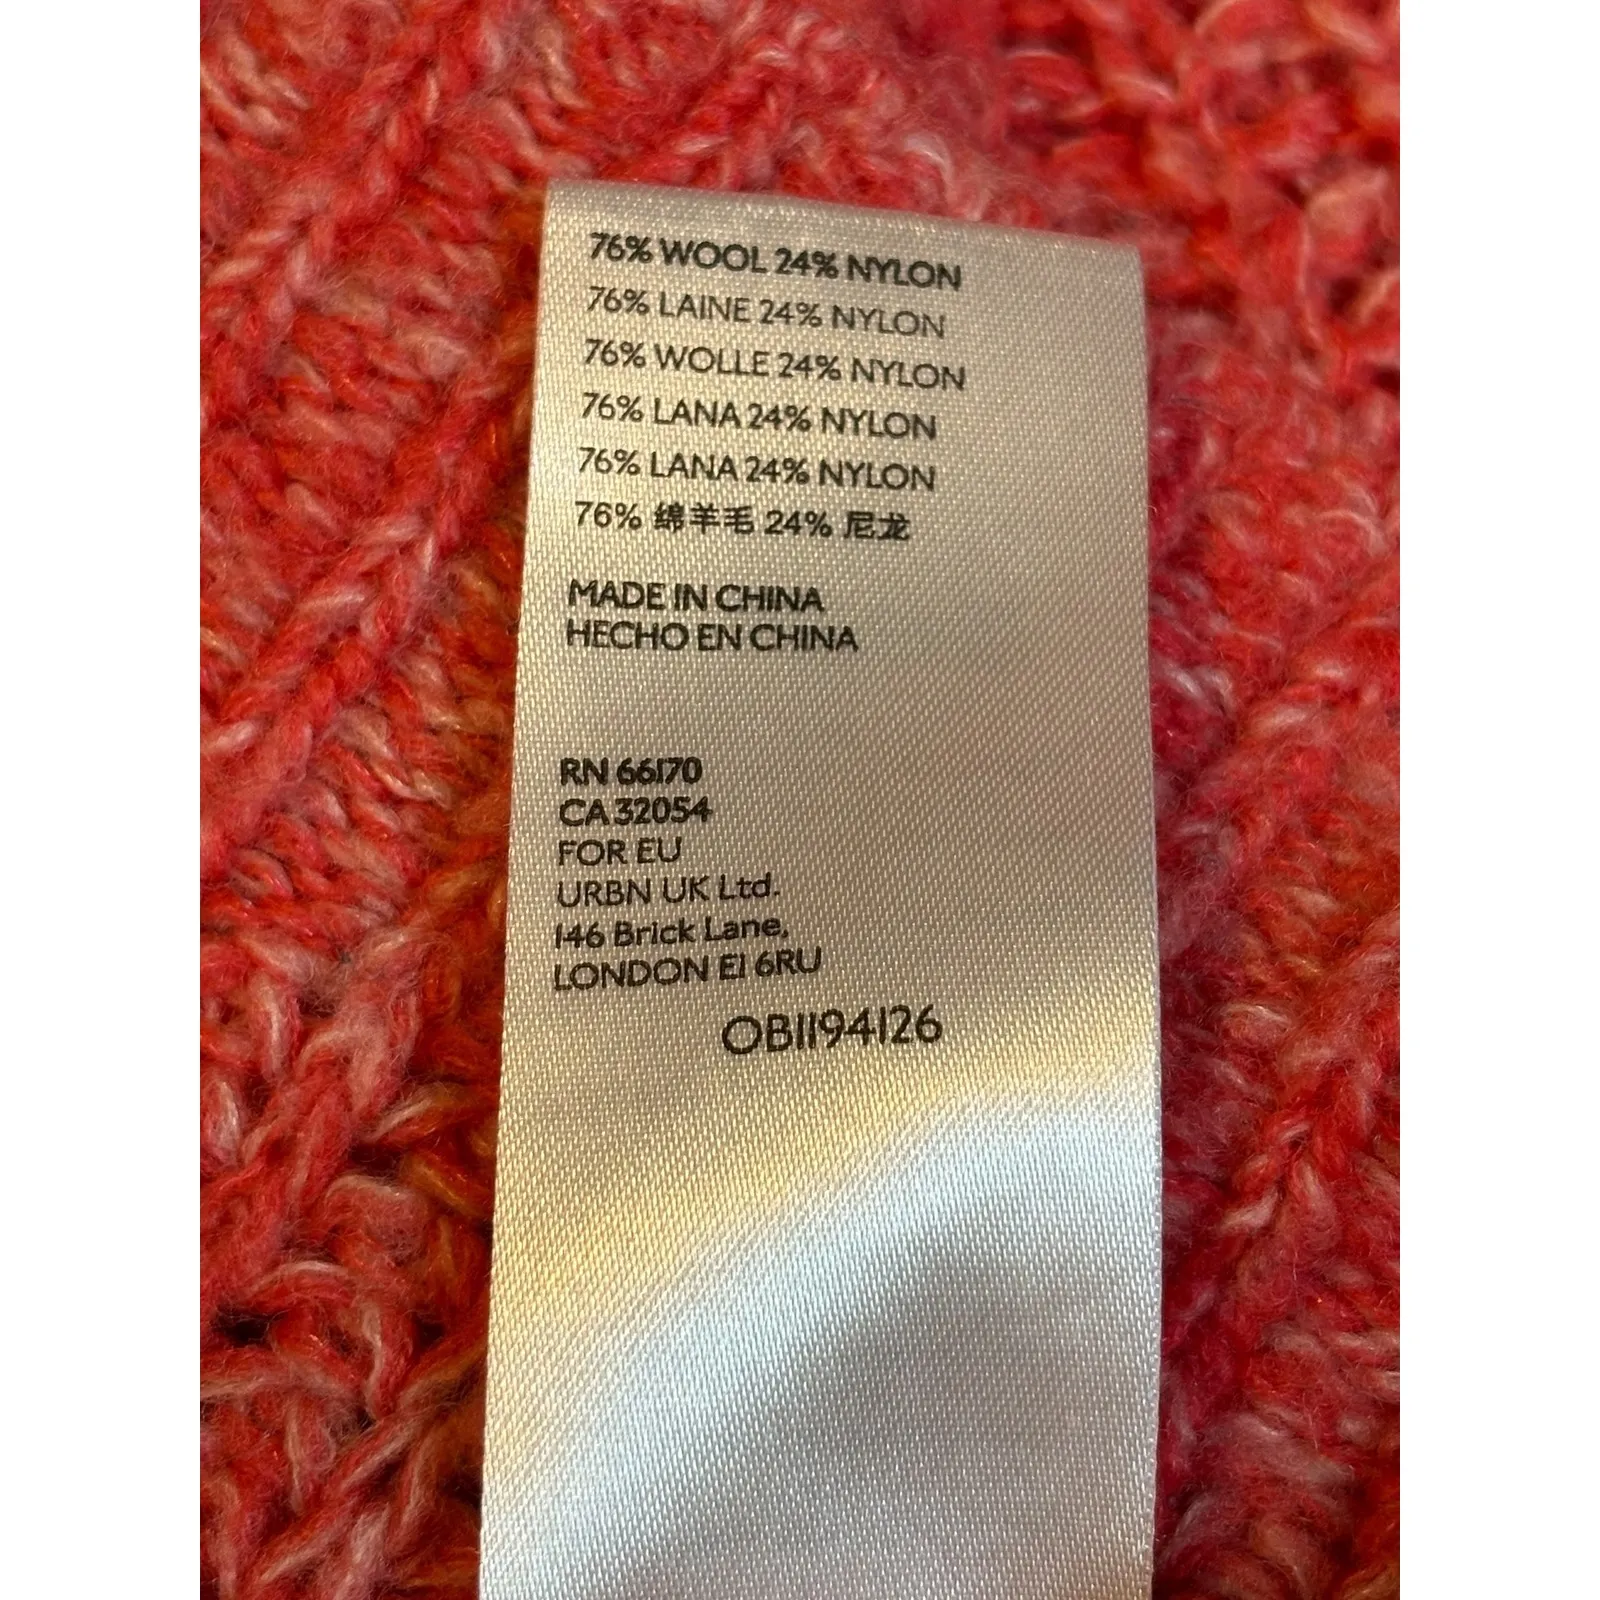 76% WOOL 24% NYLON
76% LAINE 24% NYLON
76% WOLLE 24% NYLON
76% LANA 24% NYLON
76% LANA 24% NYLON
76% 绵羊毛 24% 尼龙
MADE IN CHINA
HECHO EN CHINA
RN 66170
CA 32054
FOR EU
URBN UK Ltd.
146 Brick Lane,
LONDON E1 6RU
OB1194126